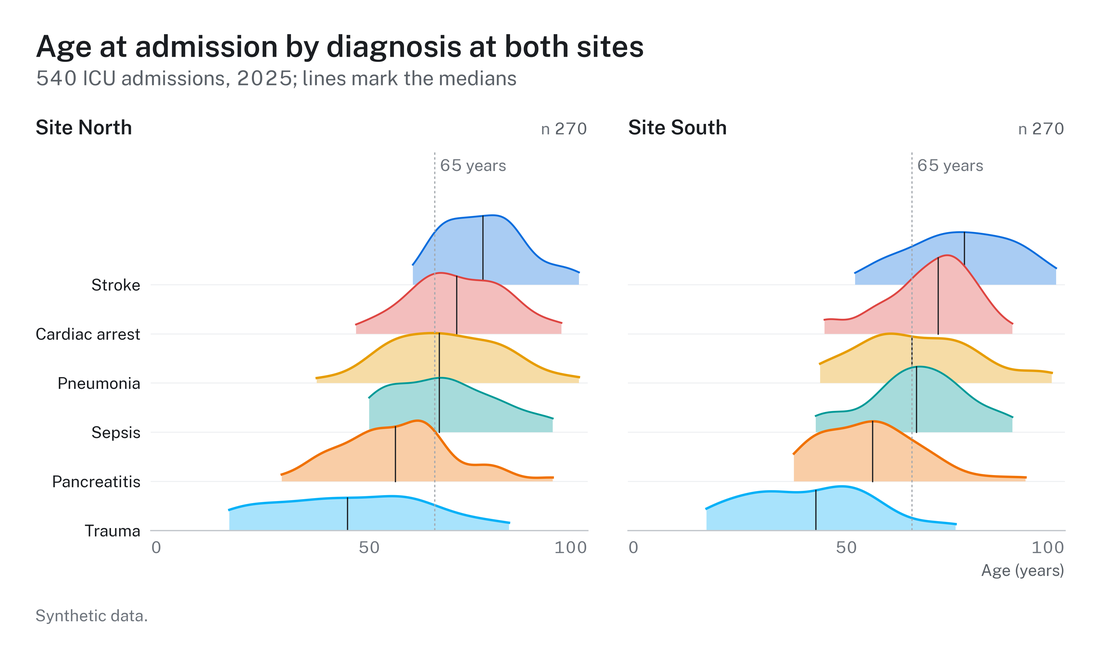 Age at admission by diagnosis at both sites
540 ICU admissions, 2025; lines mark the medians
Site North
n 270
65 years
Stroke
Cardiac arrest
Pneumonia
Sepsis
Pancreatitis
Trauma
0 50 100
Site South
n 270
65 years
0 50 100
Age (years)
Synthetic data.